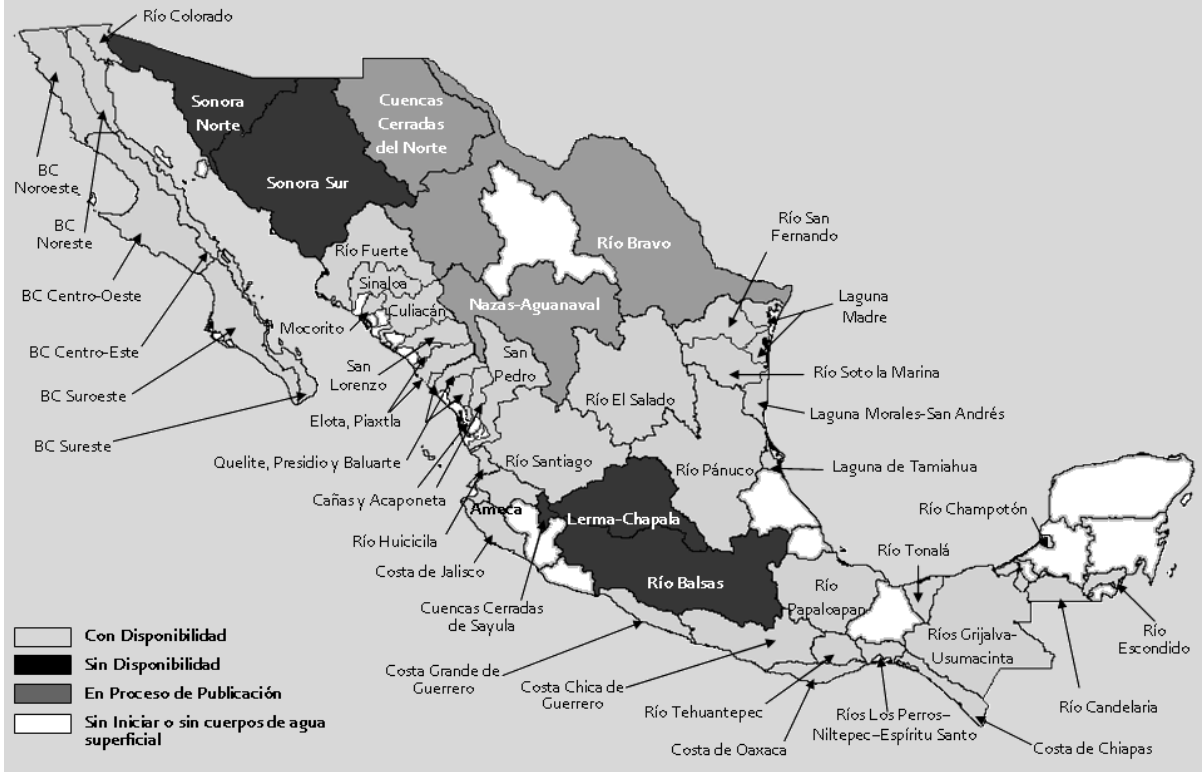 Río Colorado
Sonora
Norte
Cuencas
Cerradas
del Norte
BC
Noroeste
Sonora Sur
BC
Noreste
Río San
Fernando
Río Fuerte
Río Bravo
Sinaloa
BC Centro-Oeste
Nazas-Aguanaval
Laguna
Madre
Culiacán
Mocorito
BC Centro-Este
San
Pedro
San
Lorenzo
Río Soto la Marina
BC Suroeste
Río El Salado
Elota, Piaxtla
Laguna Morales-San Andrés
BC Sureste
Quelite, Presidio y Baluarte
Río Santiago
Río Pánuco
Laguna de Tamiahua
Cañas y Acaponeta
Ameca
Lerma-Chapala
Río Champotón
Río Huicicila
Río Tonalá
Costa de Jalisco
Río Balsas
Cuencas Cerradas
de Sayula
Río
Papaloapan
Ríos Grijalva-
Usumacinta
Río
Escondido
Costa Grande de
Guerrero
Costa Chica de
Guerrero
Río Tehuantepec
Ríos Los Perros–
Niltepec–Espíritu Santo
Río Candelaria
Costa de Oaxaca
Costa de Chiapas
Con Disponibilidad
Sin Disponibilidad
En Proceso de Publicación
Sin Iniciar o sin cuerpos de agua
superficial